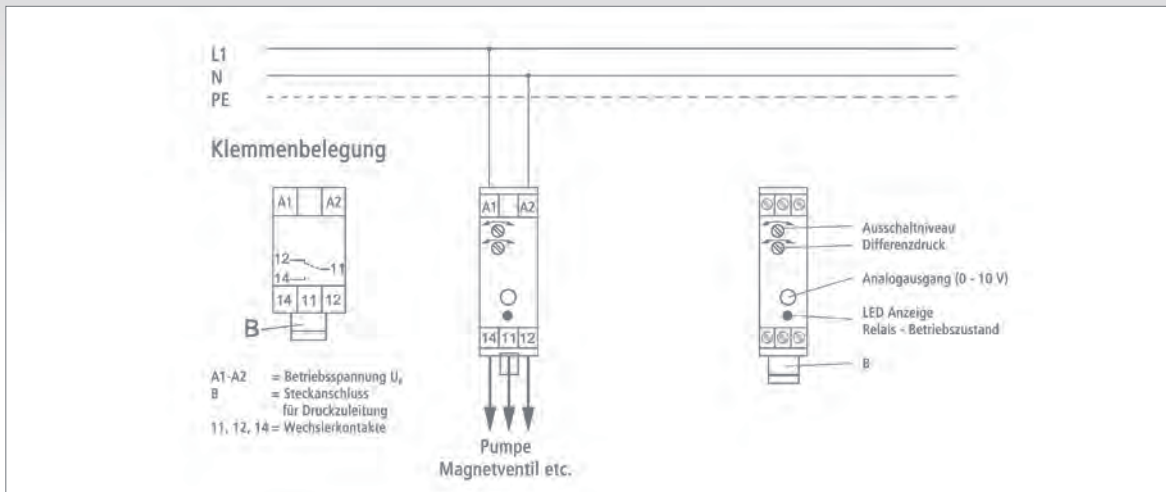 L1
N
PE
Klemmenbelegung
A1 A2
12
11
14
14 11 12
B
A1-A2 = Betriebsspannung
B = Steckanschluss
für Druckzuleitung
11, 12, 14 = Wechslerkontakte
A1 A2
14 11 12
Pumpe
Magnetventil etc.
Ausschaltniveau
Differenzdruck
Analogausgang (0 - 10 V)
LED Anzeige
Relais - Betriebszustand
B